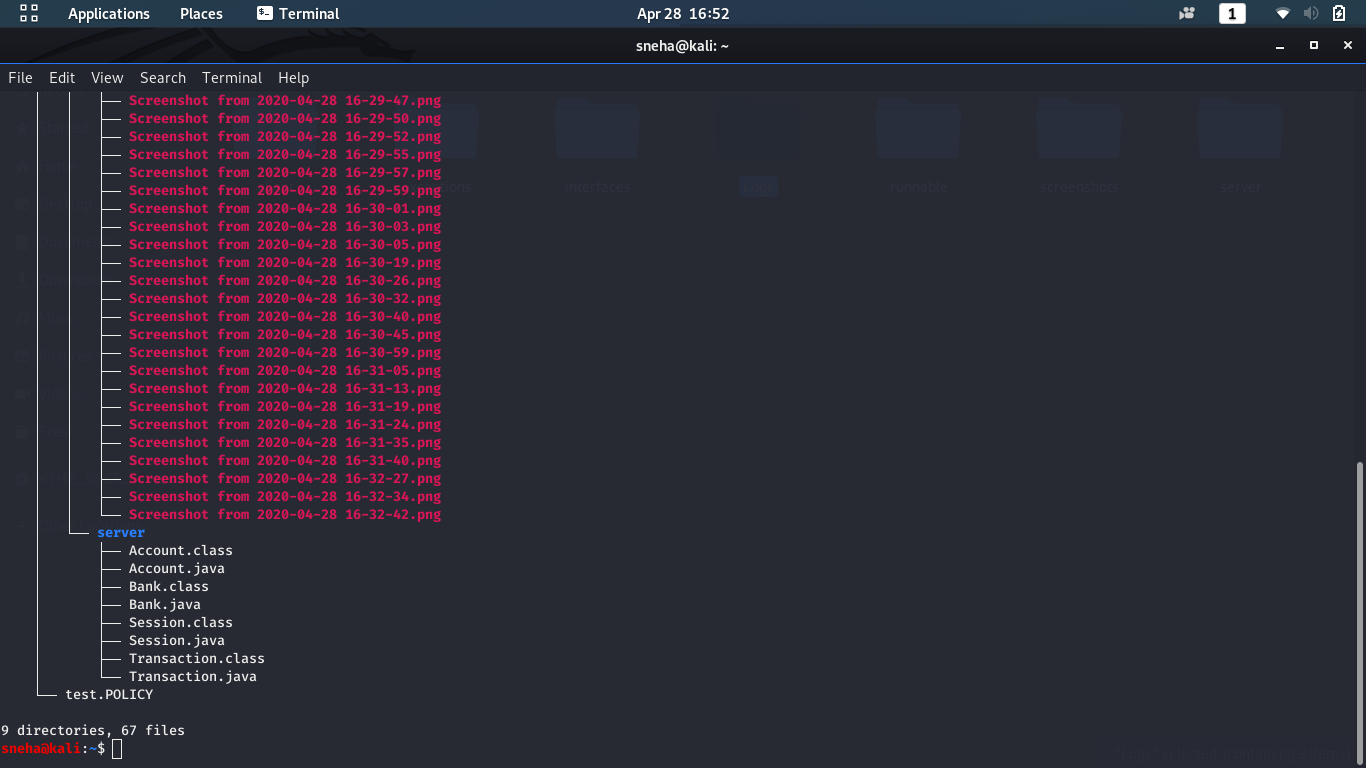 Applications Places Terminal Apr 28 16:52 1
sneha@kali: ~
File Edit View Search Terminal Help
├── Screenshot from 2020-04-28 16-29-47.png
├── Screenshot from 2020-04-28 16-29-50.png
├── Screenshot from 2020-04-28 16-29-52.png
├── Screenshot from 2020-04-28 16-29-55.png
├── Screenshot from 2020-04-28 16-29-57.png
├── Screenshot from 2020-04-28 16-29-59.png
├── Screenshot from 2020-04-28 16-30-01.png
├── Screenshot from 2020-04-28 16-30-03.png
├── Screenshot from 2020-04-28 16-30-05.png
├── Screenshot from 2020-04-28 16-30-19.png
├── Screenshot from 2020-04-28 16-30-26.png
├── Screenshot from 2020-04-28 16-30-32.png
├── Screenshot from 2020-04-28 16-30-40.png
├── Screenshot from 2020-04-28 16-30-45.png
├── Screenshot from 2020-04-28 16-30-59.png
├── Screenshot from 2020-04-28 16-31-05.png
├── Screenshot from 2020-04-28 16-31-13.png
├── Screenshot from 2020-04-28 16-31-19.png
├── Screenshot from 2020-04-28 16-31-24.png
├── Screenshot from 2020-04-28 16-31-35.png
├── Screenshot from 2020-04-28 16-31-40.png
├── Screenshot from 2020-04-28 16-32-27.png
├── Screenshot from 2020-04-28 16-32-34.png
└── Screenshot from 2020-04-28 16-32-42.png
└── server
├── Account.class
├── Account.java
├── Bank.class
├── Bank.java
├── Session.class
├── Session.java
├── Transaction.class
└── Transaction.java
└── test.POLICY
9 directories, 67 files
sneha@kali:~$
interfaces runnable screenshots server